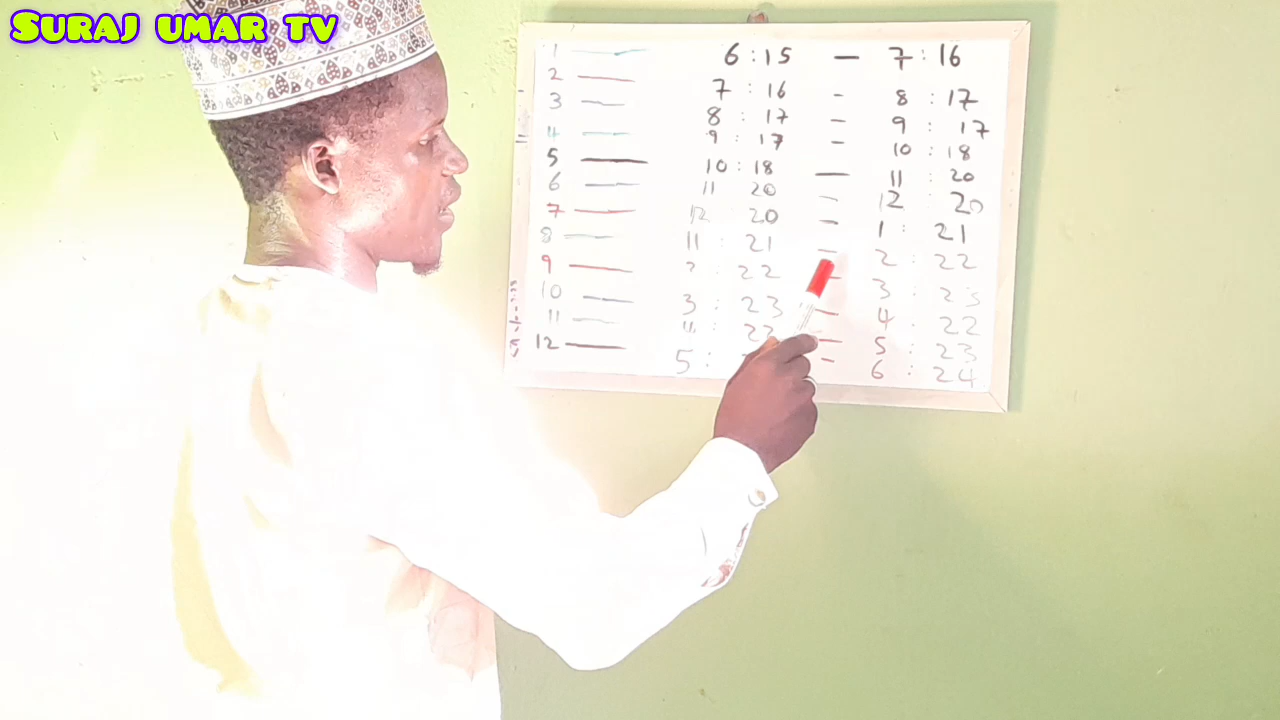 SURAJ UMAR TV
1 — 6:15 – 7:16
2 — 7:16 - 8:17
3 — 8:17 - 9:17
4 — 9:17 - 10:18
5 — 10:18 — 11:20
6 — 11 20 - 12 20
7 — 12 20 - 1:21
8 — 11:21 - 2:22
9 — 22 - 3:23
10 — 3:23 - 4:22
11 — 22 - 5:23
12 — 5: - 6:24